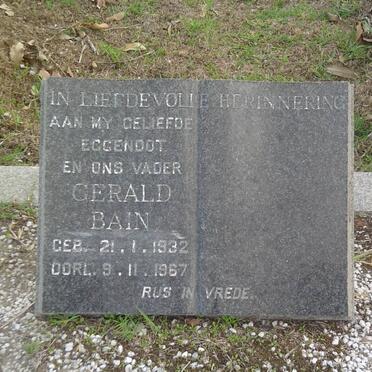 IN LIEFDEVOLLE HERINNERING
AAN MY GELIEFDE
EGGENOOT
EN ONS VADER
GERALD
BAIN
GEB. 21.1.1932
OORL. 9.11.1967
RUS IN VREDE.